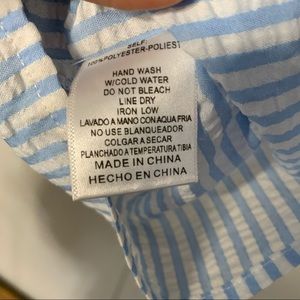 SELF:
100%POLYESTER-POLIEST
HAND WASH
W/COLD WATER
DO NOT BLEACH
LINE DRY
IRON LOW
LAVADO A MANO CON AQUA FRIA
NO USE BLANQUEADOR
COLGAR A SECAR
PLANCHADO A TEMPERATURA TIBIA
MADE IN CHINA
HECHO EN CHINA